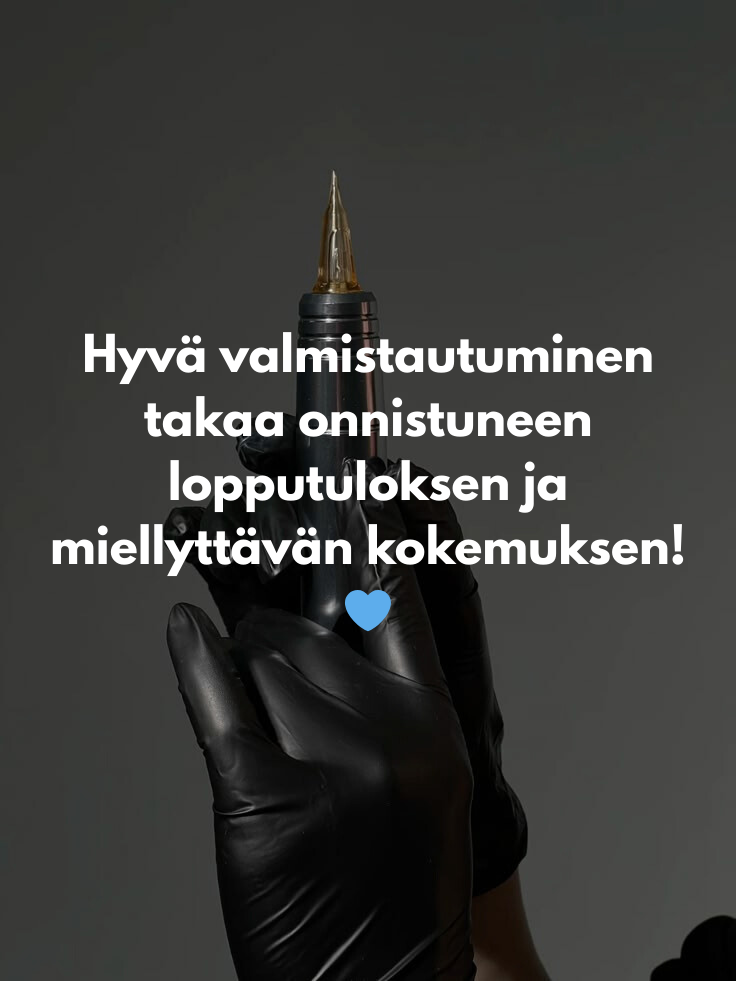 Hyvä valmistautuminen
takaa onnistuneen
lopputuloksen ja
miellyttävän kokemuksen!
💙